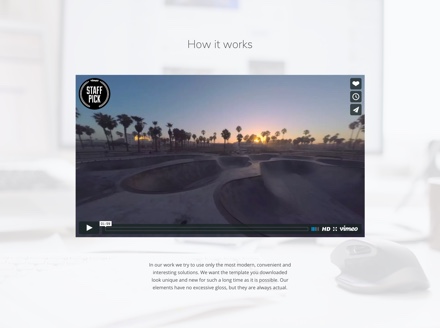 How it works
STAFF
PICK
HD vimeo
In our work we try to use only the most modern, convenient and
interesting solutions. We want the template you downloaded
look unique and new for such a long time as it is possible. Our
elements have no excessive gloss, but they are always actual.